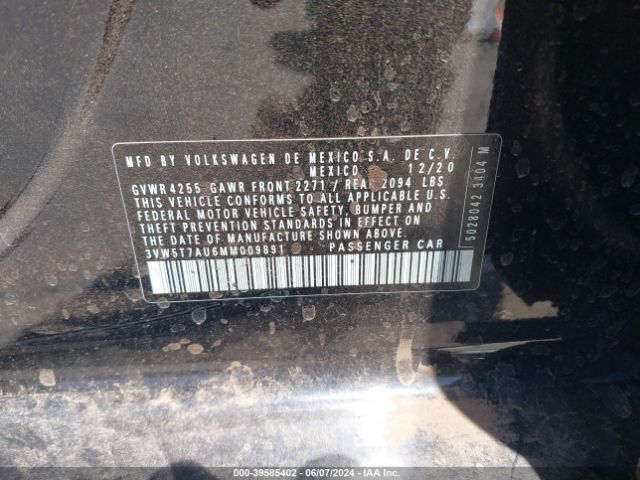 MFD BY VOLKSWAGEN DE MEXICO S.A. DE C.V.
MEXICO 12/20
GVWR 4255 GAWR FRONT 2271 / REAR 2094 LBS
THIS VEHICLE CONFORMS TO ALL APPLICABLE U.S.
FEDERAL MOTOR VEHICLE SAFETY, BUMPER AND
THEFT PREVENTION STANDARDS IN EFFECT ON
THE DATE OF MANUFACTURE SHOWN ABOVE.
3VW5T7AU6MM009891 PASSENGER CAR
5028042 3404 M
000-39585402 - 06/07/2024 - IAA Inc.